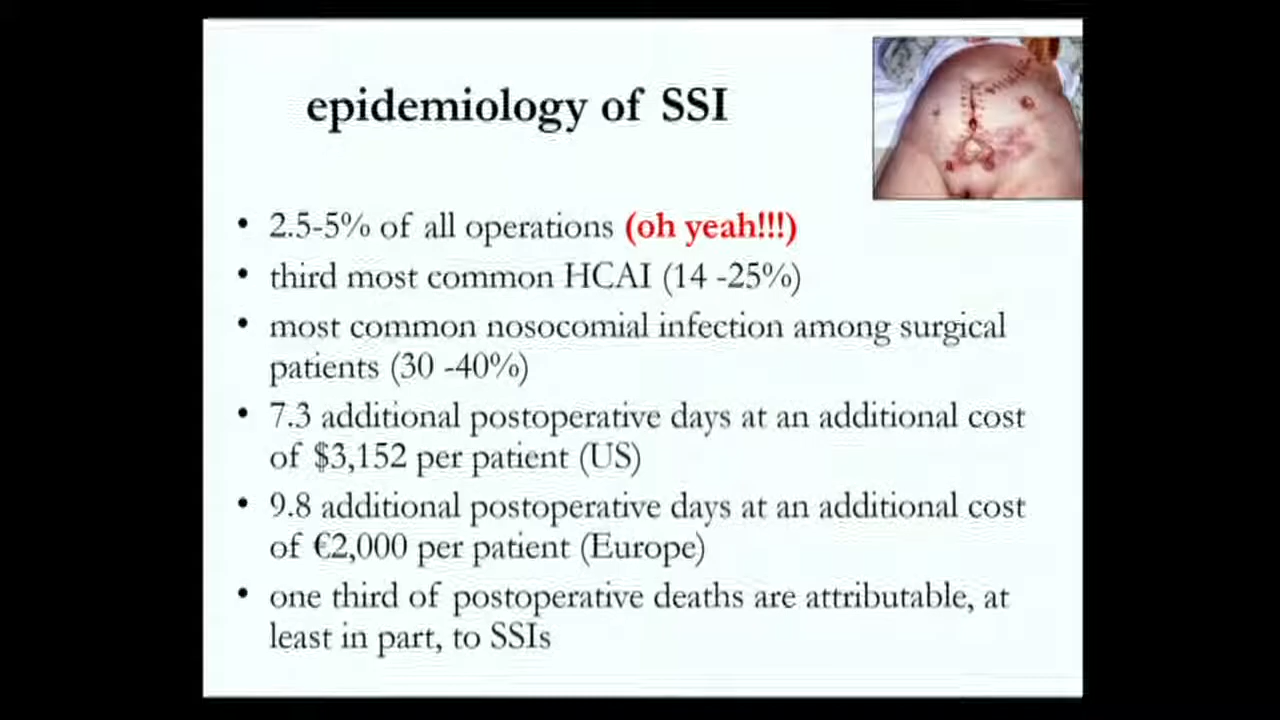 epidemiology of SSI
• 2.5-5% of all operations (oh yeah!!!)
• third most common HCAI (14 -25%)
• most common nosocomial infection among surgical
patients (30 -40%)
• 7.3 additional postoperative days at an additional cost
of $3,152 per patient (US)
• 9.8 additional postoperative days at an additional cost
of €2,000 per patient (Europe)
• one third of postoperative deaths are attributable, at
least in part, to SSIs